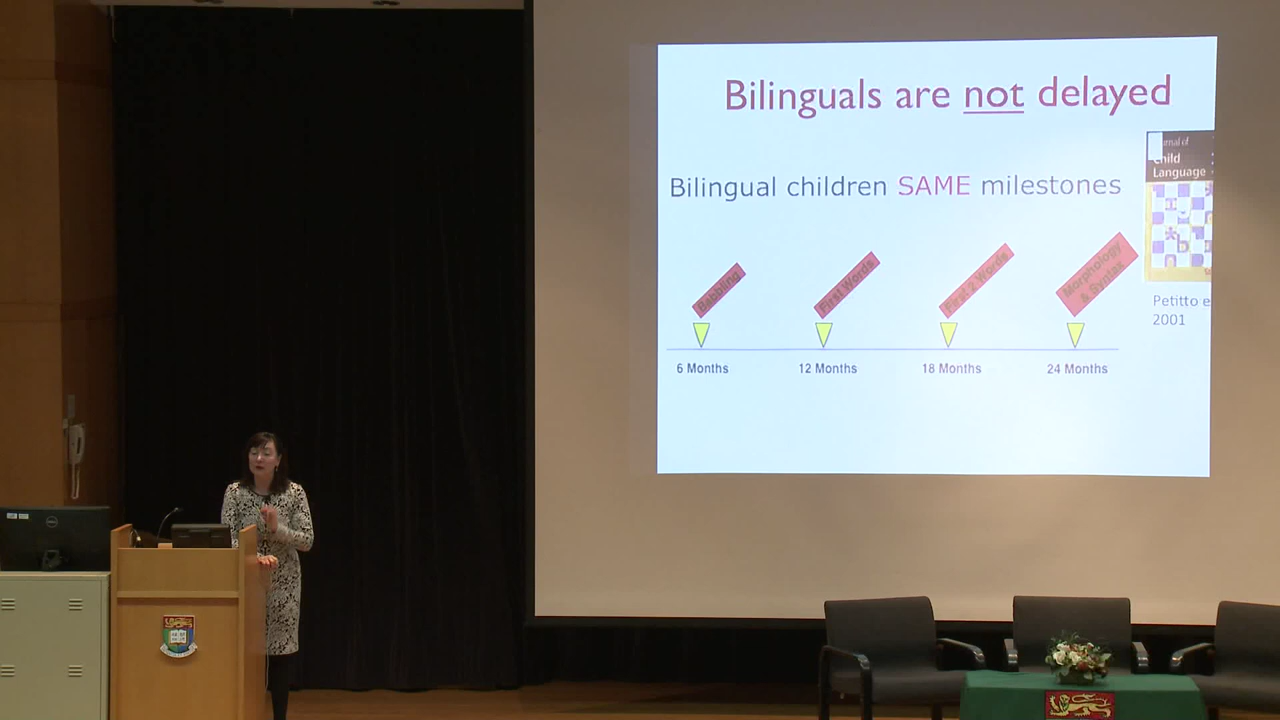 Bilinguals are not delayed
Bilingual children SAME milestones
Child
Language
Babbling
First Words
First 2 Words
Morphology
& Syntax
Petitto e
2001
6 Months
12 Months
18 Months
24 Months
DELL